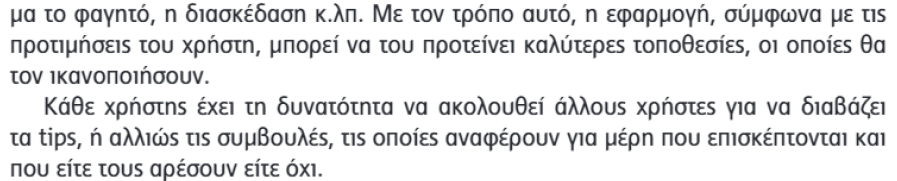 μα το φαγητό, η διασκέδαση κ.λπ. Με τον τρόπο αυτό, η εφαρμογή, σύμφωνα με τις
προτιμήσεις του χρήστη, μπορεί να του προτείνει καλύτερες τοποθεσίες, οι οποίες θα
τον ικανοποιήσουν.
Κάθε χρήστης έχει τη δυνατότητα να ακολουθεί άλλους χρήστες για να διαβάζει
τα tips, ή αλλιώς τις συμβουλές, τις οποίες αναφέρουν για μέρη που επισκέπτονται και
που είτε τους αρέσουν είτε όχι.